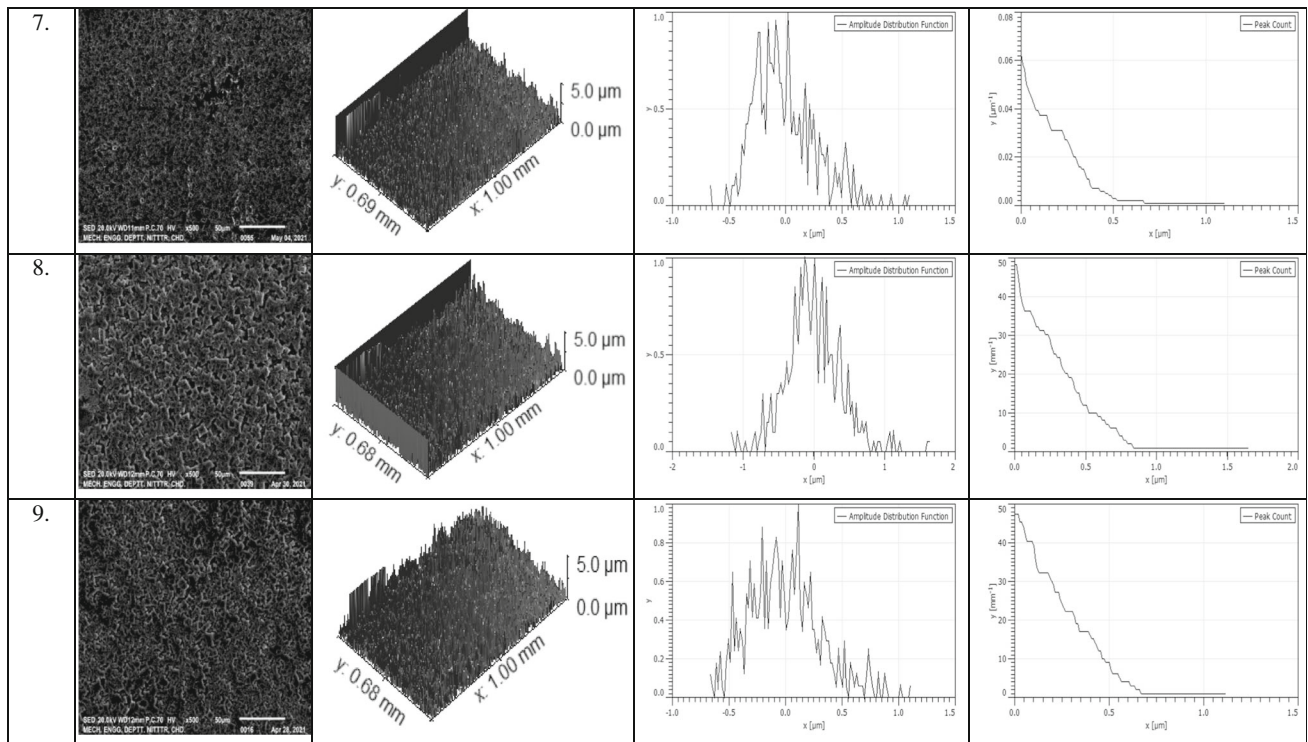 7.
SED 20.0kV WD11mm P.C.70 HV x500 50µm
MECH. ENGG. DEPTT. NITTTR, CHD. 0055 May 04, 2021
5.0 µm
0.0 µm
y: 0.69 mm
x: 1.00 mm
1.0
0.5
0.0
y
Amplitude Distribution Function
-1.0 -0.5 0.0 0.5 1.0 1.5
x [µm]
0.08
0.06
0.04
0.02
0.00
y [µm⁻¹]
Peak Count
0.0 0.5 1.0 1.5
x [µm]
8.
SED 20.0kV WD12mm P.C.70 HV x500 50µm
MECH. ENGG. DEPTT. NITTTR, CHD. Apr 30, 2021
5.0 µm
0.0 µm
y: 0.68 mm
x: 1.00 mm
1.0
0.5
0.0
y
Amplitude Distribution Function
-2 -1 0 1 2
x [µm]
50
40
30
20
10
0
y [mm⁻¹]
Peak Count
0.0 0.5 1.0 1.5 2.0
x [µm]
9.
SED 20.0kV WD12mm P.C.70 HV x500 50µm
MECH. ENGG. DEPTT. NITTTR, CHD. 0016 Apr 28, 2021
5.0 µm
0.0 µm
y: 0.68 mm
x: 1.00 mm
1.0
0.8
0.6
0.4
0.2
0.0
y
Amplitude Distribution Function
-1.0 -0.5 0.0 0.5 1.0 1.5
x [µm]
50
40
30
20
10
0
y [mm⁻¹]
Peak Count
0.0 0.5 1.0 1.5
x [µm]